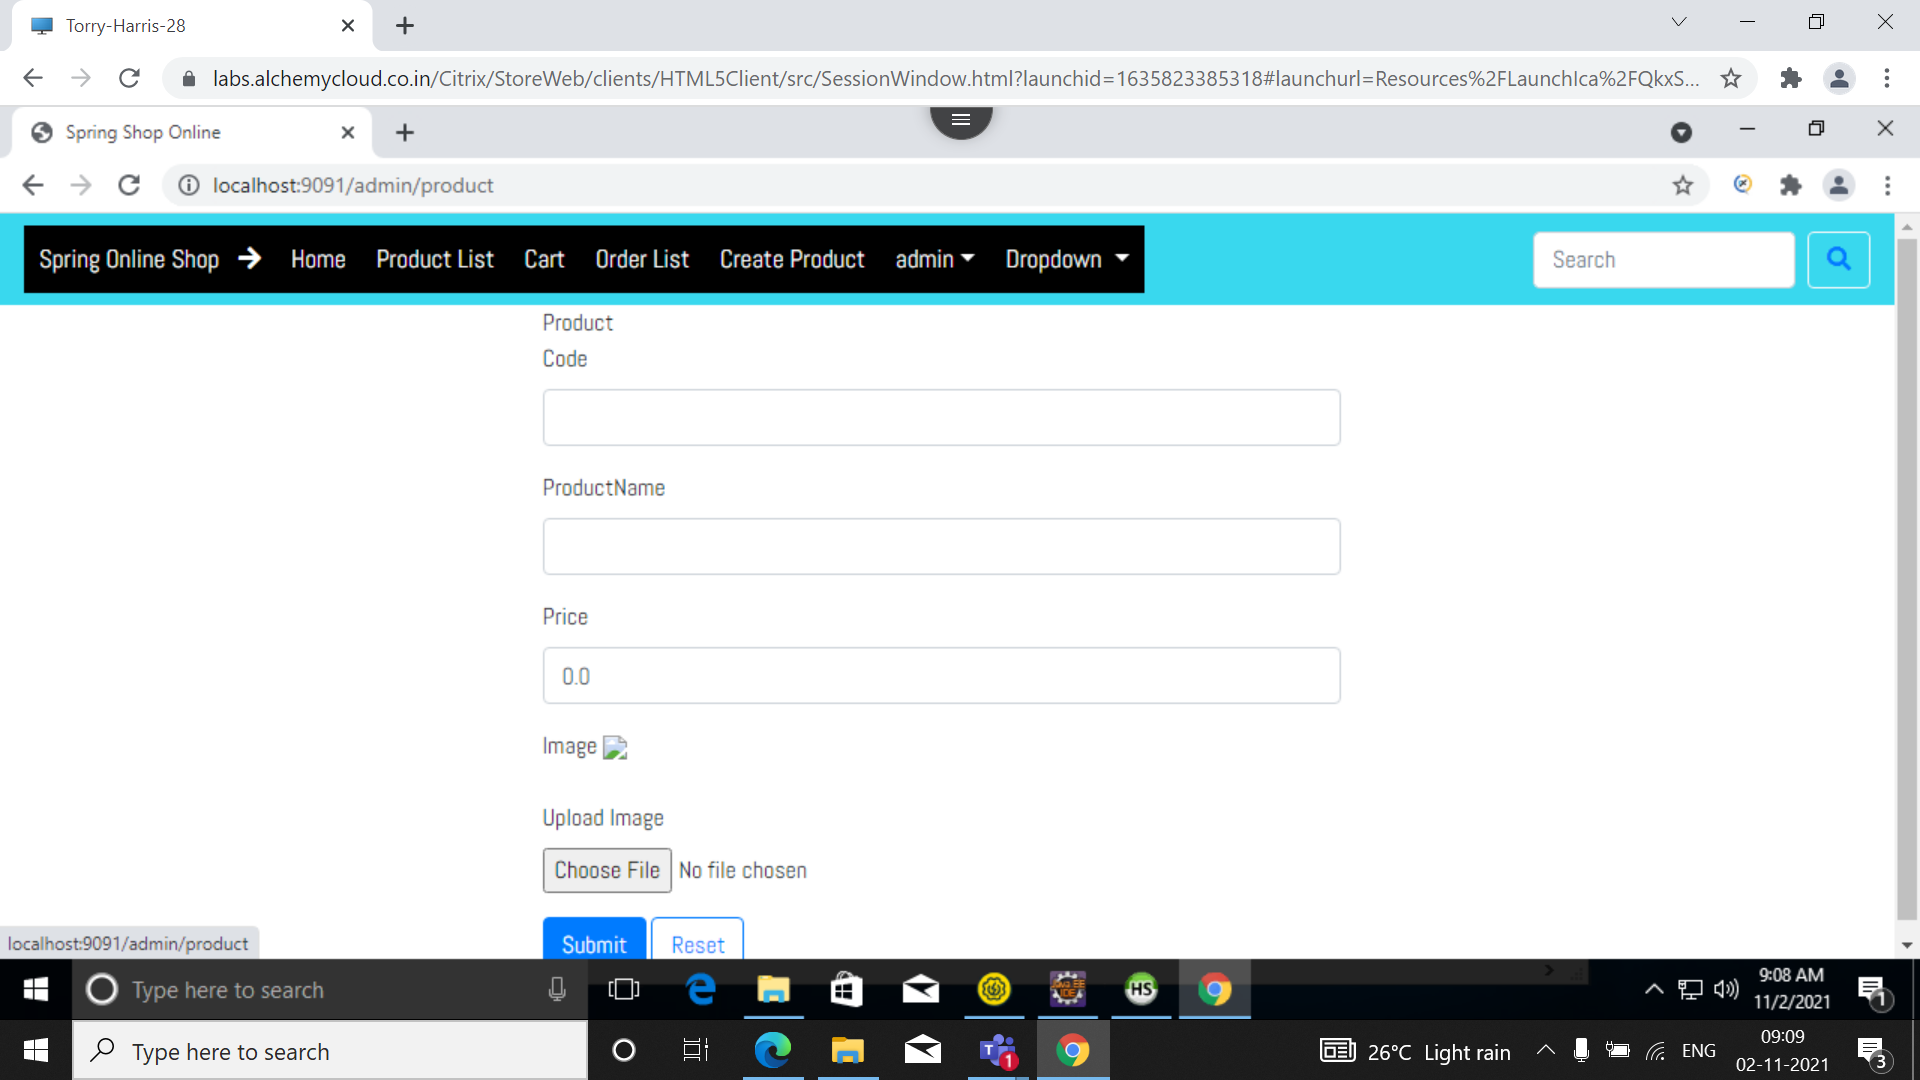 Torry-Harris-28
labs.alchemycloud.co.in/Citrix/StoreWeb/clients/HTML5Client/src/SessionWindow.html?launchid=1635823385318#launchurl=Resources%2FLaunchIca%2FQkxS...
Spring Shop Online
localhost:9091/admin/product
Spring Online Shop Home Product List Cart Order List Create Product admin Dropdown Search
Product
Code
ProductName
Price
0.0
Image
Upload Image
Choose File No file chosen
Submit Reset
localhost:9091/admin/product
Type here to search
HS
9:08 AM
11/2/2021
1
Type here to search
T 1
26°C Light rain
ENG
09:09
02-11-2021
3